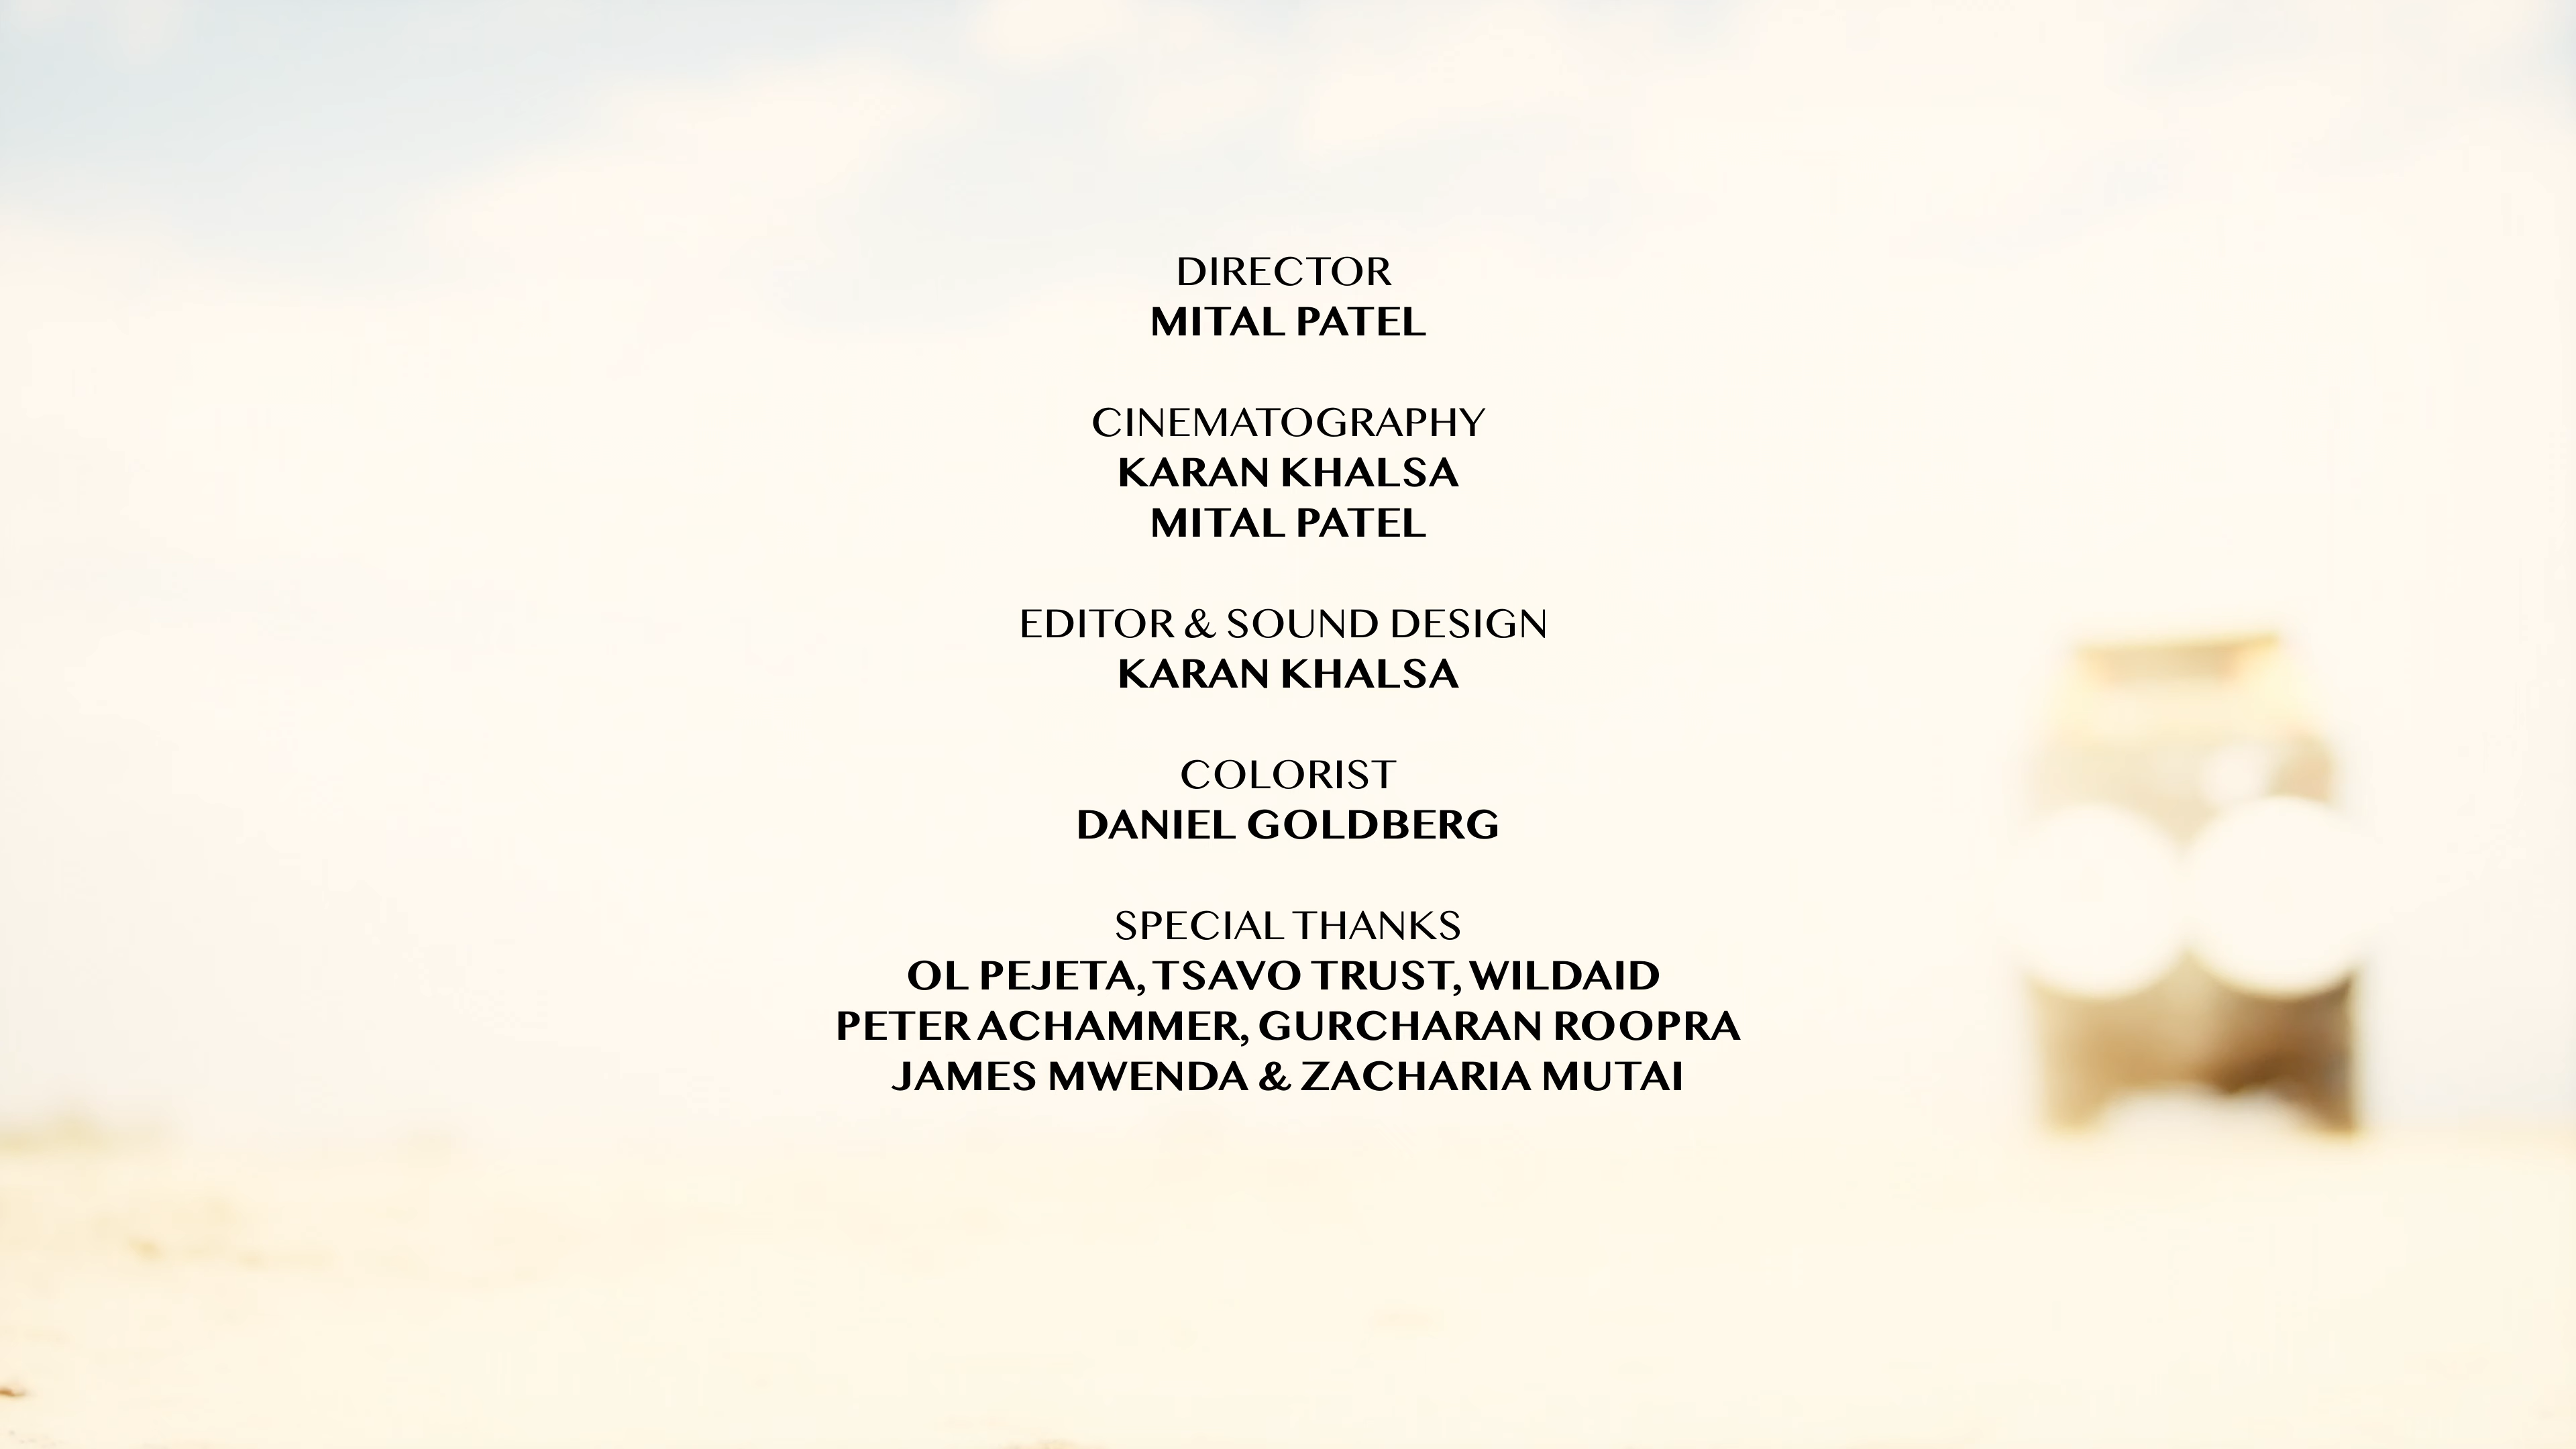 DIRECTOR
MITAL PATEL
CINEMATOGRAPHY
KARAN KHALSA
MITAL PATEL
EDITOR & SOUND DESIGN
KARAN KHALSA
COLORIST
DANIEL GOLDBERG
SPECIAL THANKS
OL PEJETA, TSAVO TRUST, WILDAID
PETER ACHAMMER, GURCHARAN ROOPRA
JAMES MWENDA & ZACHARIA MUTAI